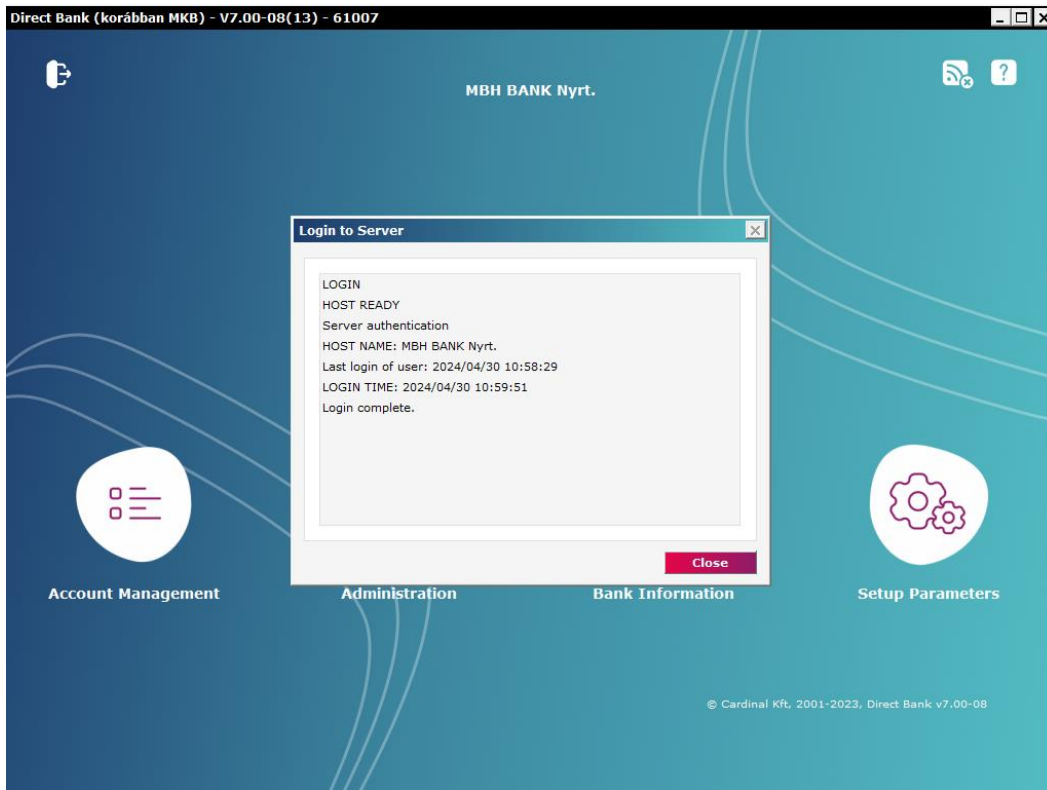 Direct Bank (korábban MKB) - V7.00-08(13) - 61007
MBH BANK Nyrt.
?
Login to Server
LOGIN
HOST READY
Server authentication
HOST NAME: MBH BANK Nyrt.
Last login of user: 2024/04/30 10:58:29
LOGIN TIME: 2024/04/30 10:59:51
Login complete.
Close
Account Management
Administration
Bank Information
Setup Parameters
© Cardinal Kft, 2001-2023, Direct Bank v7.00-08